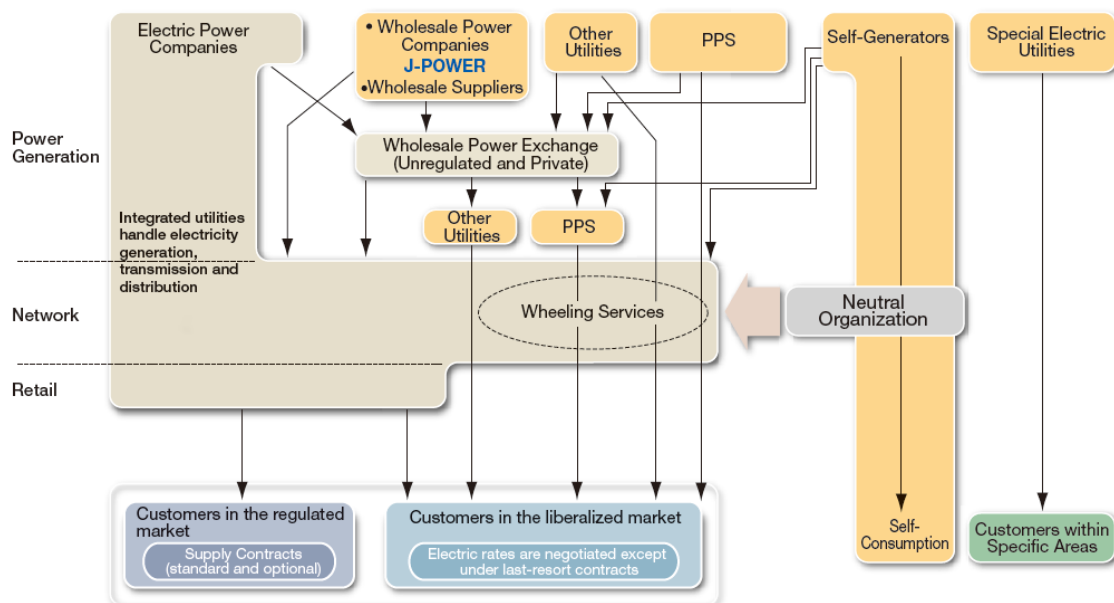 Electric Power
Companies
• Wholesale Power
Companies
J-POWER
•Wholesale Suppliers
Other
Utilities
PPS
Self-Generators
Special Electric
Utilities
Power
Generation
Wholesale Power Exchange
(Unregulated and Private)
Other
Utilities
PPS
Integrated utilities
handle electricity
generation,
transmission and
distribution
Network
Wheeling Services
Neutral
Organization
Retail
Customers in the regulated
market
Supply Contracts
(standard and optional)
Customers in the liberalized market
Electric rates are negotiated except
under last-resort contracts
Self-
Consumption
Customers within
Specific Areas